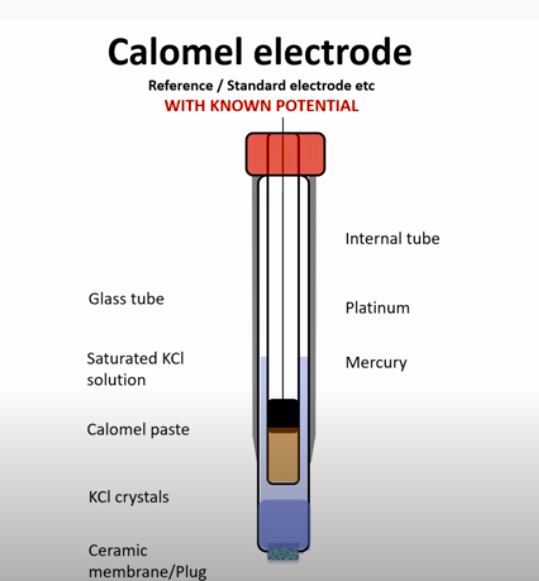 Calomel electrode
Reference / Standard electrode etc
WITH KNOWN POTENTIAL
Internal tube
Glass tube
Platinum
Saturated KCl
solution
Mercury
Calomel paste
KCl crystals
Ceramic
membrane/Plug